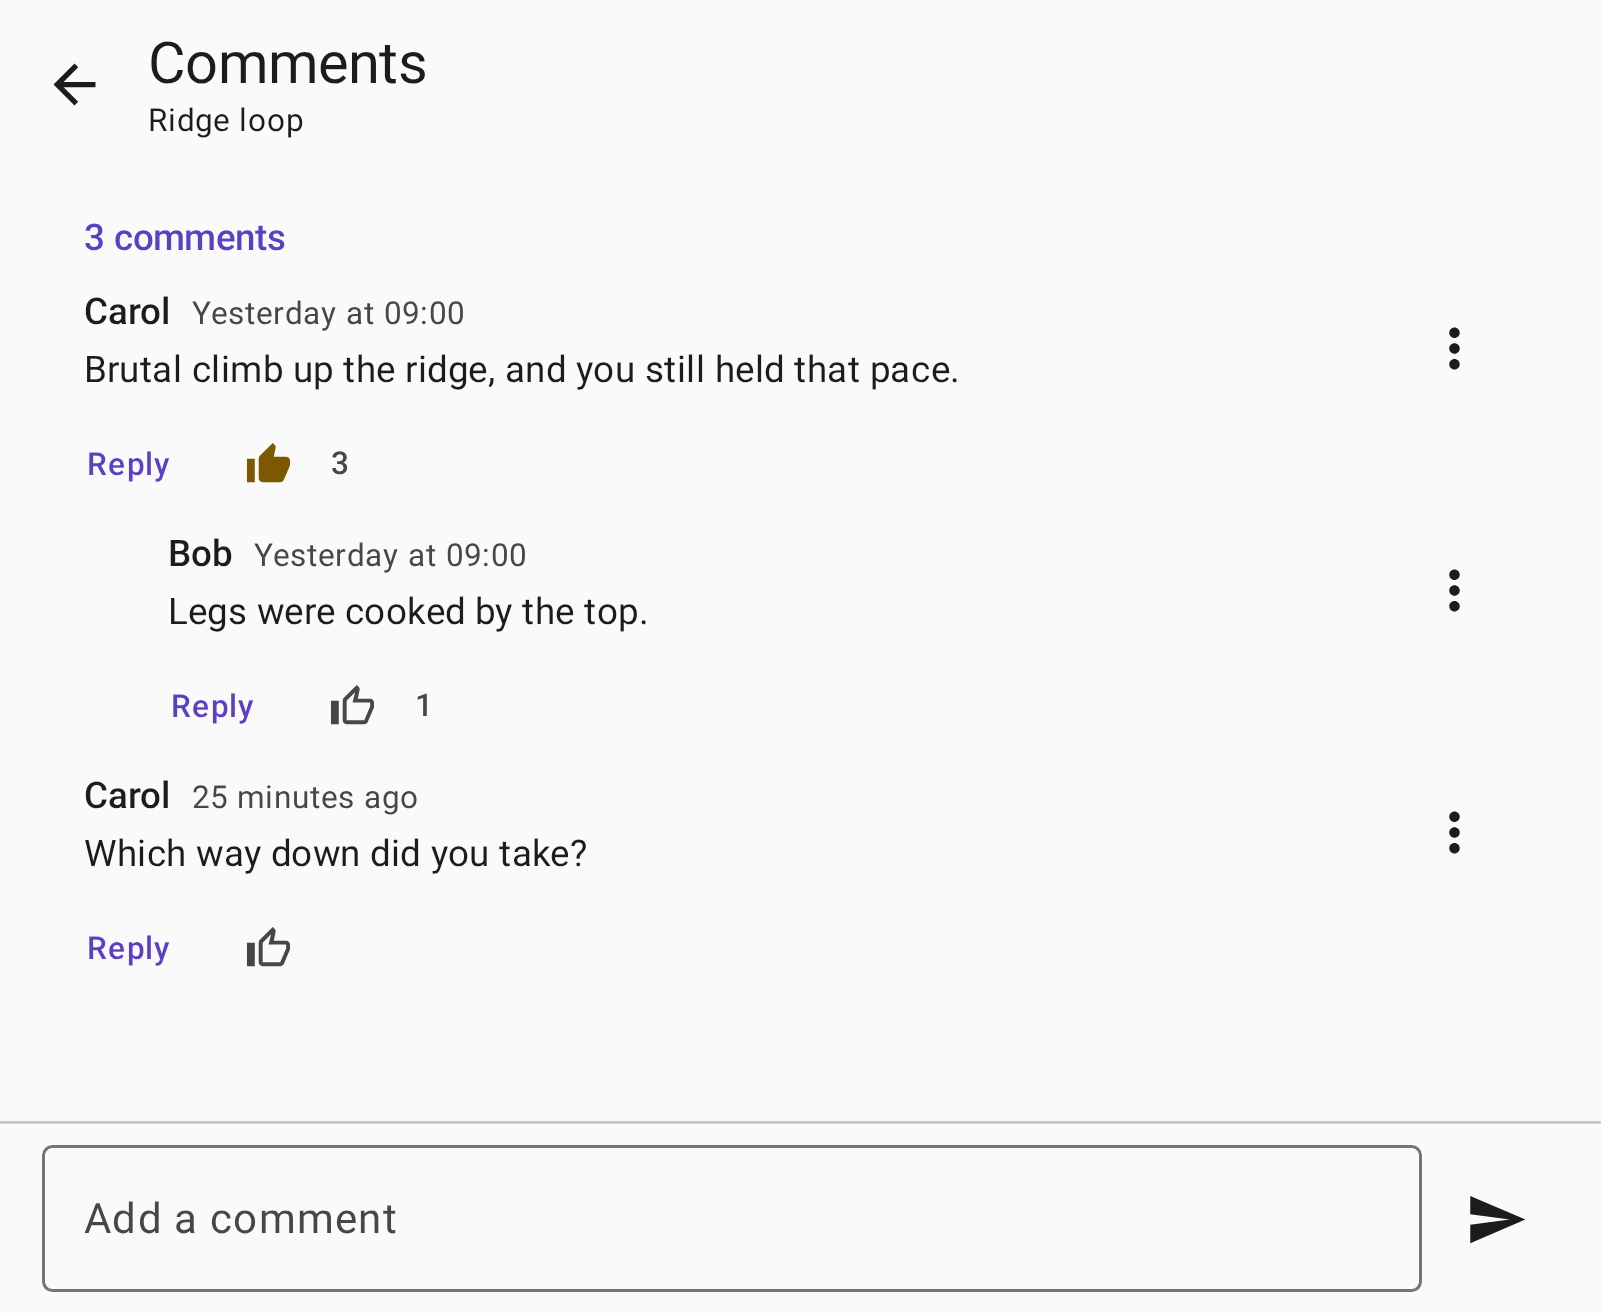 Comments
Ridge loop
3 comments
Carol Yesterday at 09:00
Brutal climb up the ridge, and you still held that pace.
Reply 3
Bob Yesterday at 09:00
Legs were cooked by the top.
Reply 1
Carol 25 minutes ago
Which way down did you take?
Reply
Add a comment